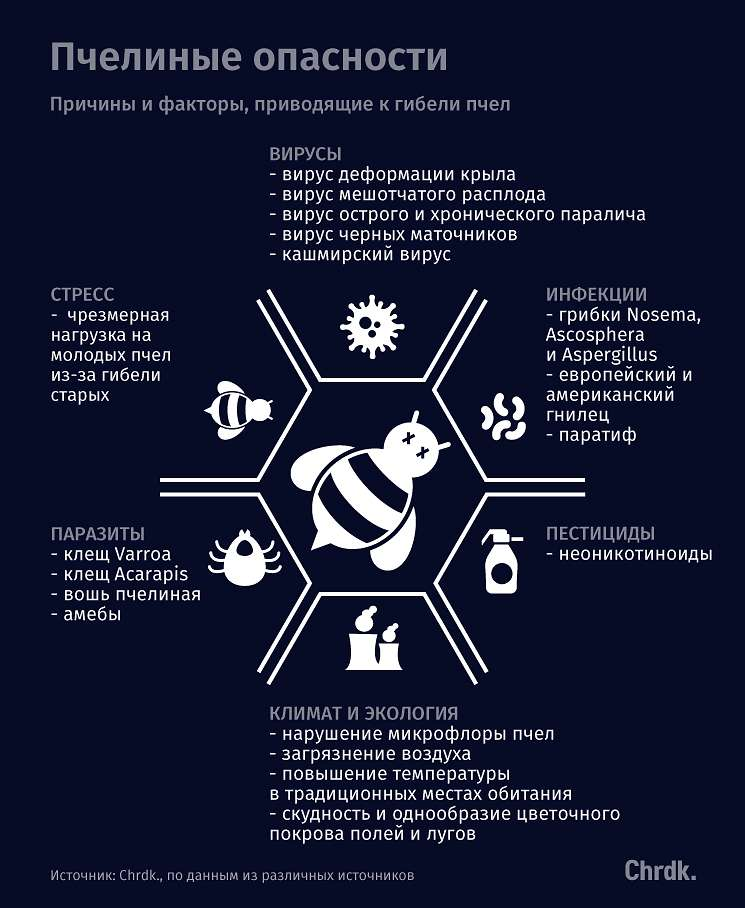 Пчелиные опасности
Причины и факторы, приводящие к гибели пчел
ВИРУСЫ
- вирус деформации крыла
- вирус мешотчатого расплода
- вирус острого и хронического паралича
- вирус черных маточников
- кашмирский вирус
СТРЕСС
- чрезмерная
нагрузка на
молодых пчел
из-за гибели
старых
ИНФЕКЦИИ
- грибки Nosema,
Ascosphera
и Aspergillus
- европейский и
американский
гнилец
- паратиф
ПАРАЗИТЫ
- клещ Varroa
- клещ Acarapis
- вошь пчелиная
- амебы
ПЕСТИЦИДЫ
- неоникотиноиды
КЛИМАТ И ЭКОЛОГИЯ
- нарушение микрофлоры пчел
- загрязнение воздуха
- повышение температуры
в традиционных местах обитания
- скудность и однообразие цветочного
покрова полей и лугов
Источник: Chrdk., по данным из различных источников
Chrdk.